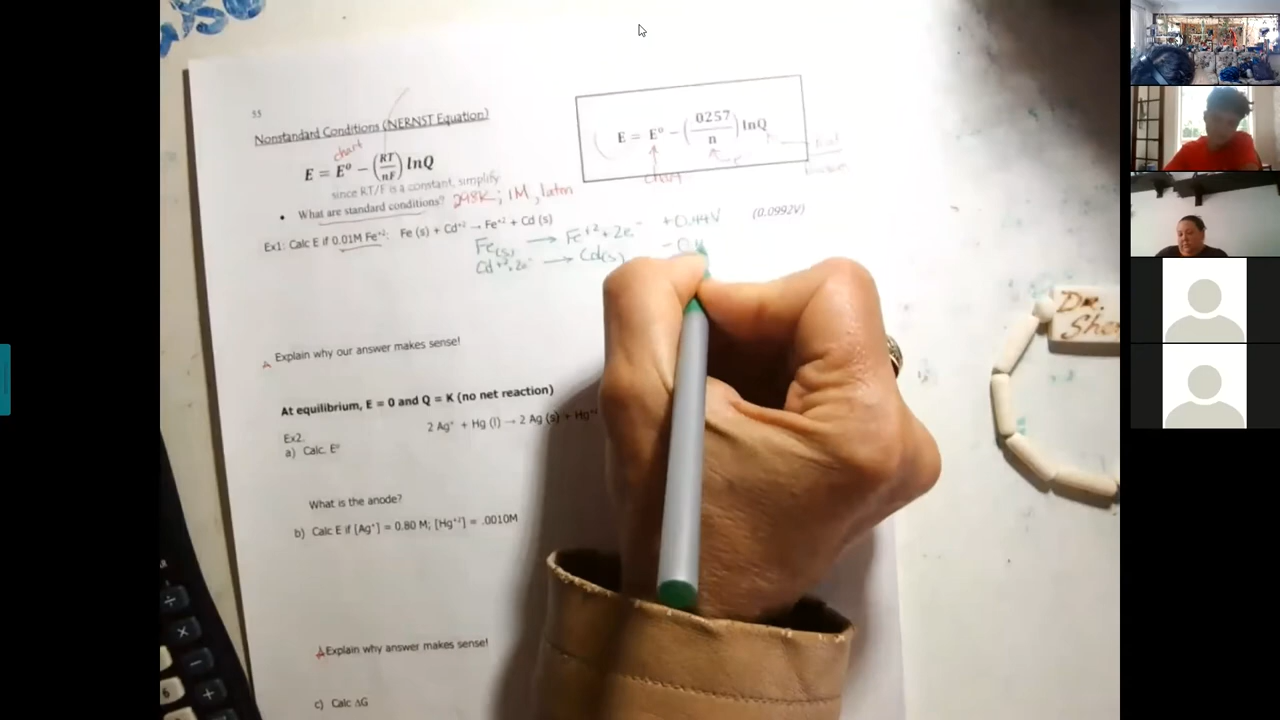 55
Nonstandard Conditions (NERNST Equation)
chart
E = E° − (RT/nF) lnQ
since RT/F is a constant, simplify
E = E° − (0257/n) lnQ
• What are standard conditions? 298K; 1M, 1atm
Ex1: Calc E if 0.01M Fe⁺²: Fe (s) + Cd⁺² → Fe⁺² + Cd (s)
(0.0992V)
Fe(s) → Fe⁺² + 2e⁻ +0.44V
Cd⁺² + 2e⁻ → Cd(s) -0.4
Explain why our answer makes sense!
At equilibrium, E = 0 and Q = K (no net reaction)
Ex2. 2 Ag⁺ + Hg (l) → 2 Ag (s) + Hg⁺²
a) Calc. E°
What is the anode?
b) Calc E if [Ag⁺] = 0.80 M; [Hg⁺²] = .0010M
Explain why answer makes sense!
c) Calc ΔG
Dr.
She